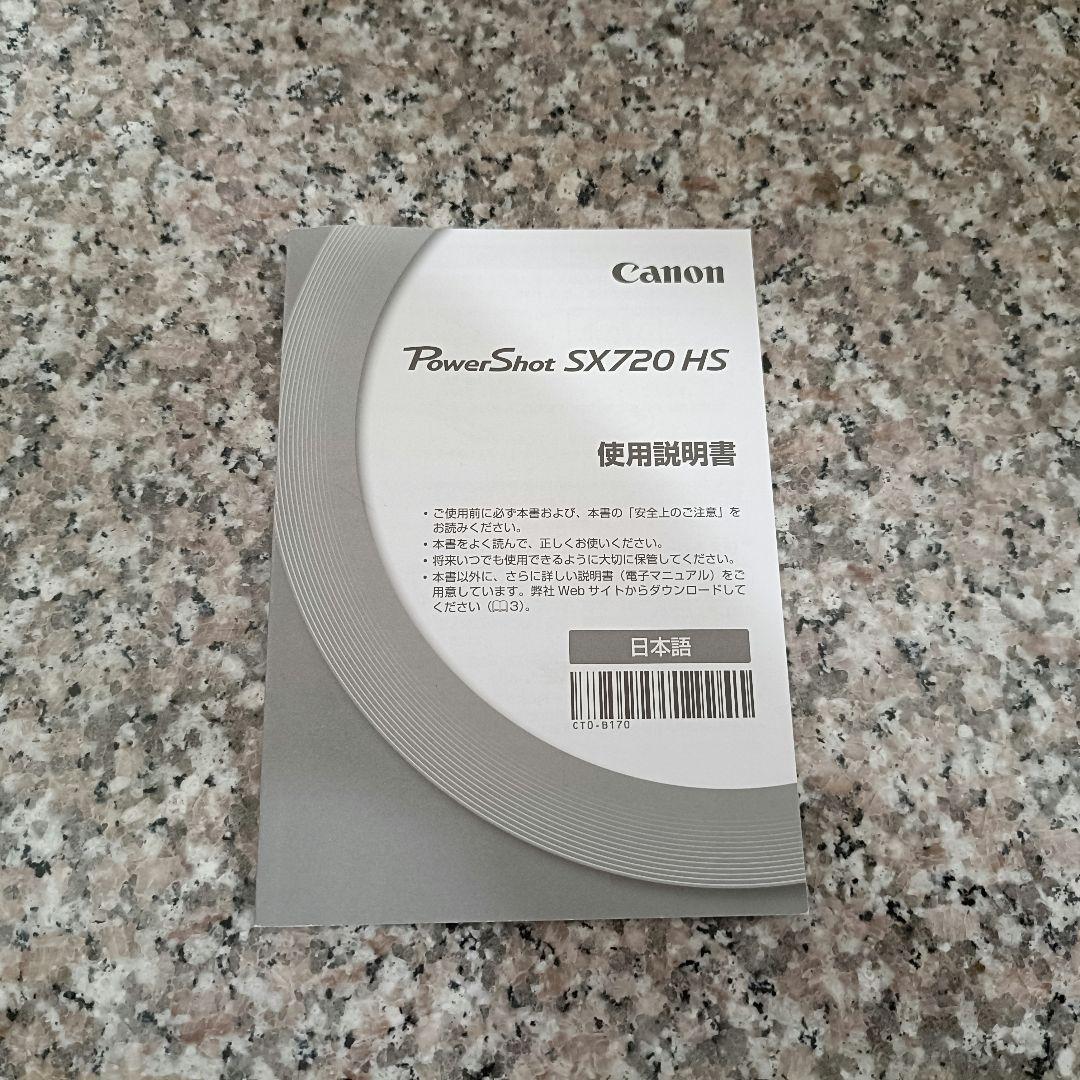 Canon
PowerShot SX720 HS
使用説明書
・ご使用前に必ず本書および、本書の「安全上のご注意」を
お読みください。
・本書をよく読んで、正しくお使いください。
・将来いつでも使用できるように大切に保管してください。
・本書以外に、さらに詳しい説明書（電子マニュアル）をご
用意しています。弊社 Web サイトからダウンロードして
ください（📖3）。
日本語
CT0-B170